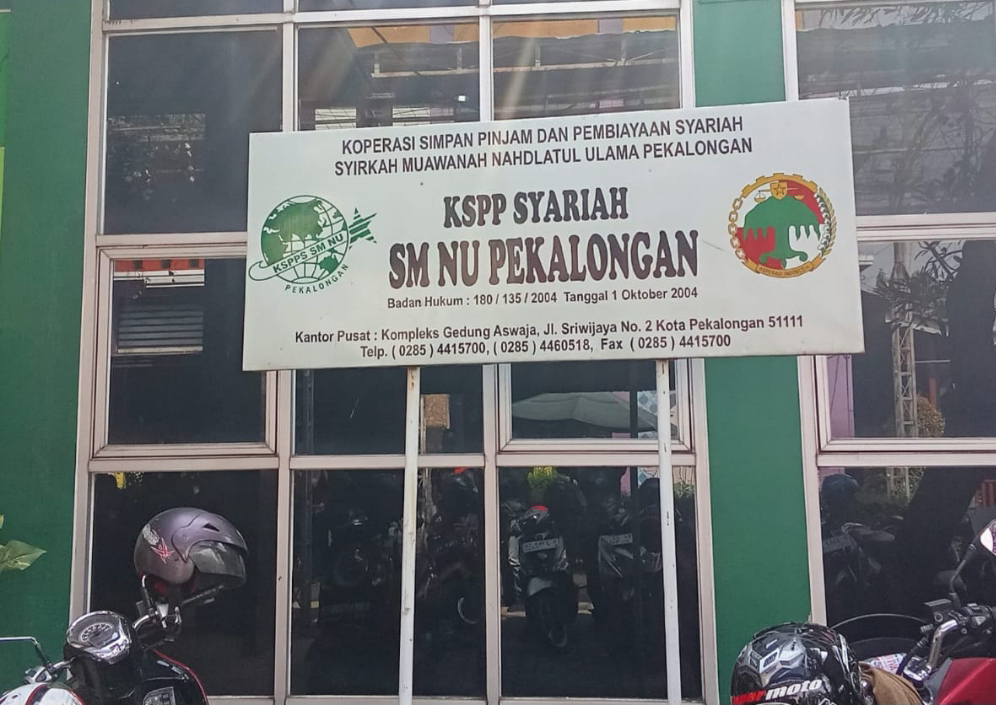 KOPERASI SIMPAN PINJAM DAN PEMBIAYAAN SYARIAH
SYIRKAH MUAWANAH NAHDLATUL ULAMA PEKALONGAN
KSPP SYARIAH
SM NU PEKALONGAN
KSPPS SM NU
PEKALONGAN
Badan Hukum : 180 / 135 / 2004 Tanggal 1 Oktober 2004
Kantor Pusat : Kompleks Gedung Aswaja, Jl. Sriwijaya No. 2 Kota Pekalongan 51111
Telp. ( 0285 ) 4415700, ( 0285 ) 4460518, Fax ( 0285 ) 4415700